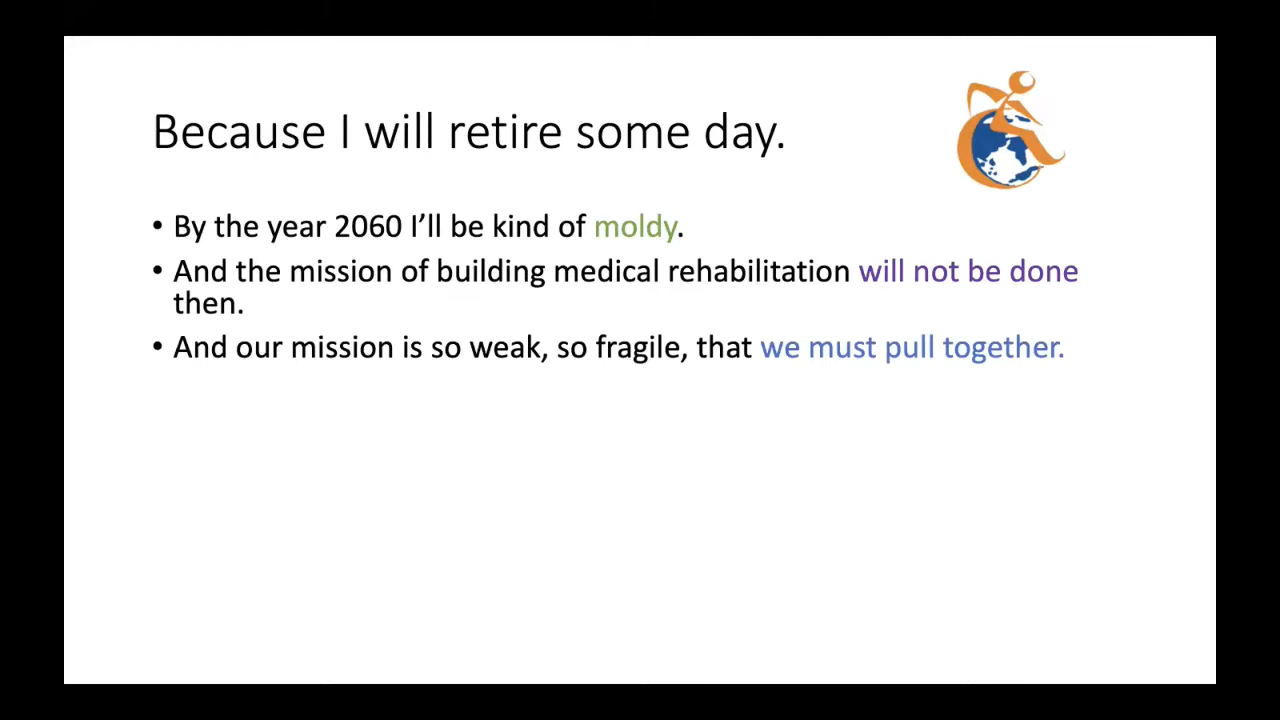 Because I will retire some day.
• By the year 2060 I’ll be kind of moldy.
• And the mission of building medical rehabilitation will not be done
then.
• And our mission is so weak, so fragile, that we must pull together.